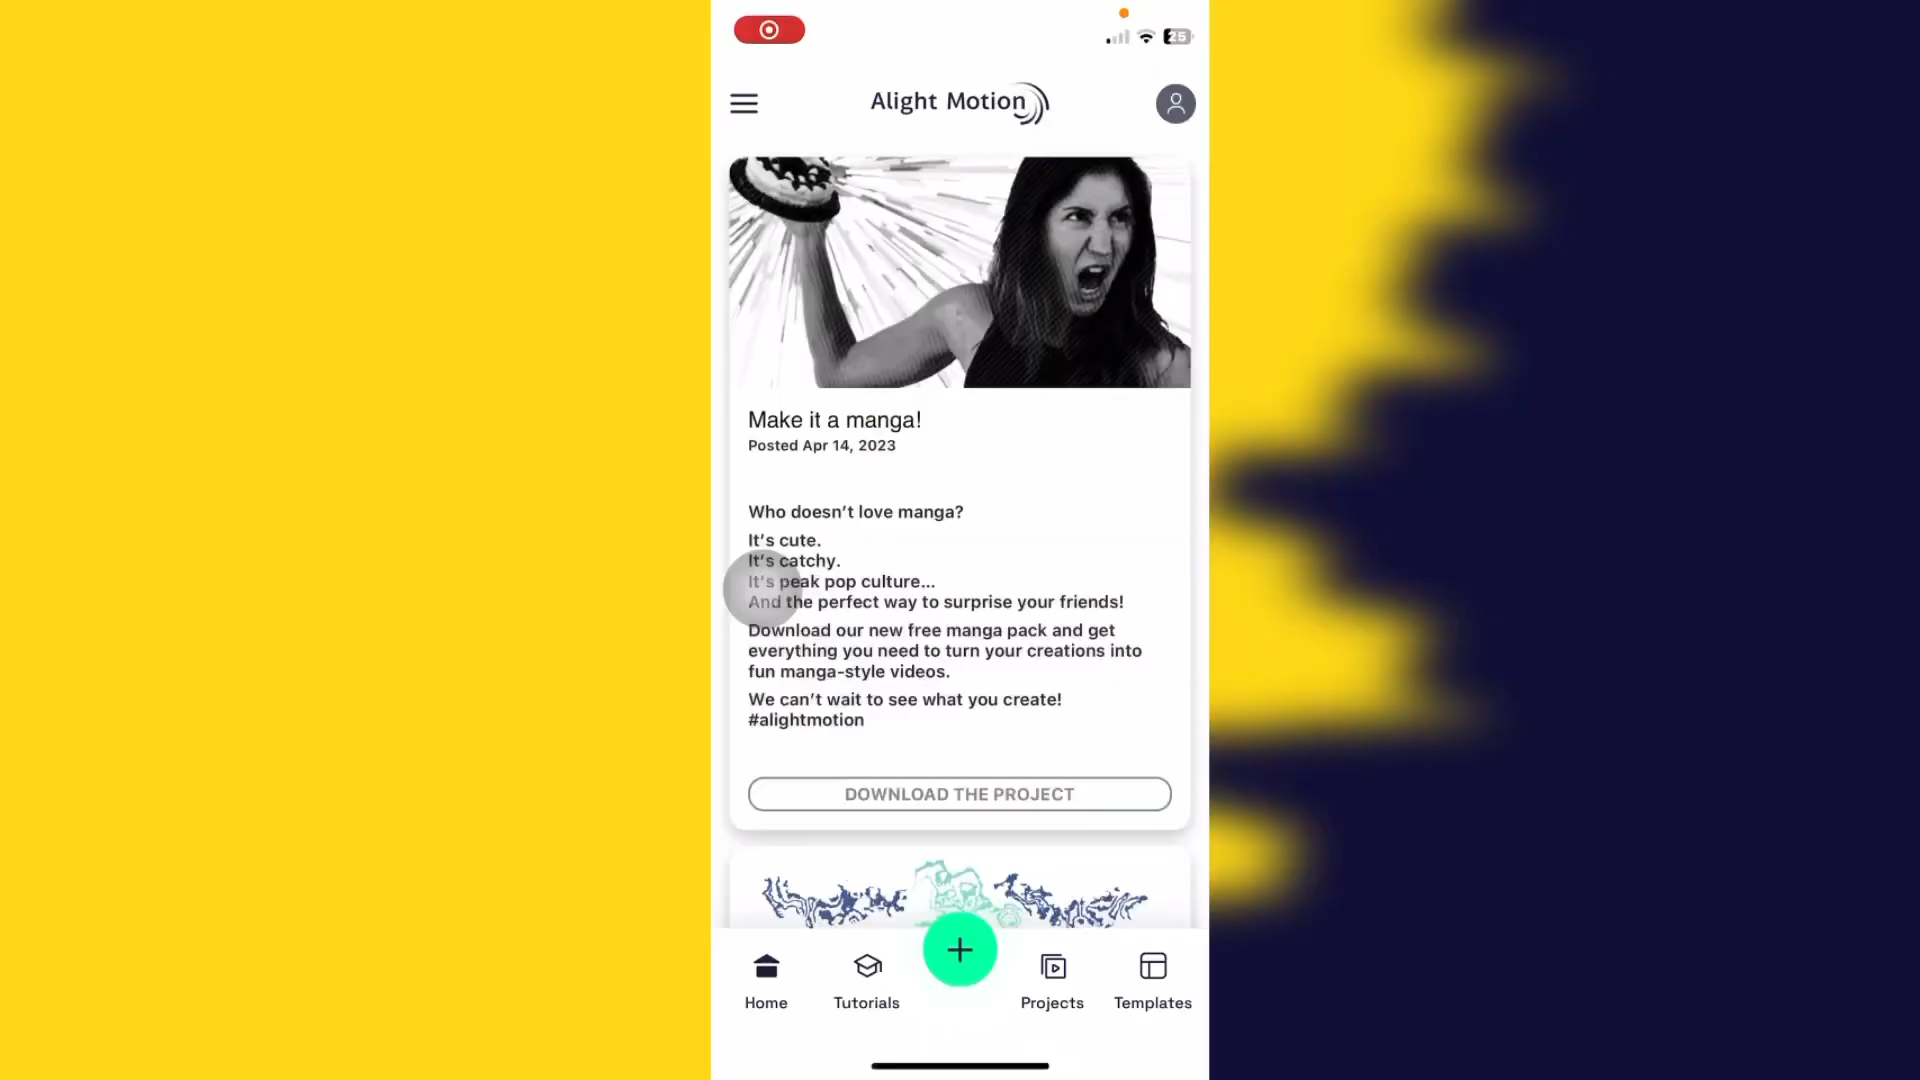 25
Alight Motion
Make it a manga!
Posted Apr 14, 2023
Who doesn’t love manga?
It’s cute.
It’s catchy.
It’s peak pop culture...
And the perfect way to surprise your friends!
Download our new free manga pack and get
everything you need to turn your creations into
fun manga-style videos.
We can’t wait to see what you create!
#alightmotion
DOWNLOAD THE PROJECT
Home
Tutorials
Projects
Templates